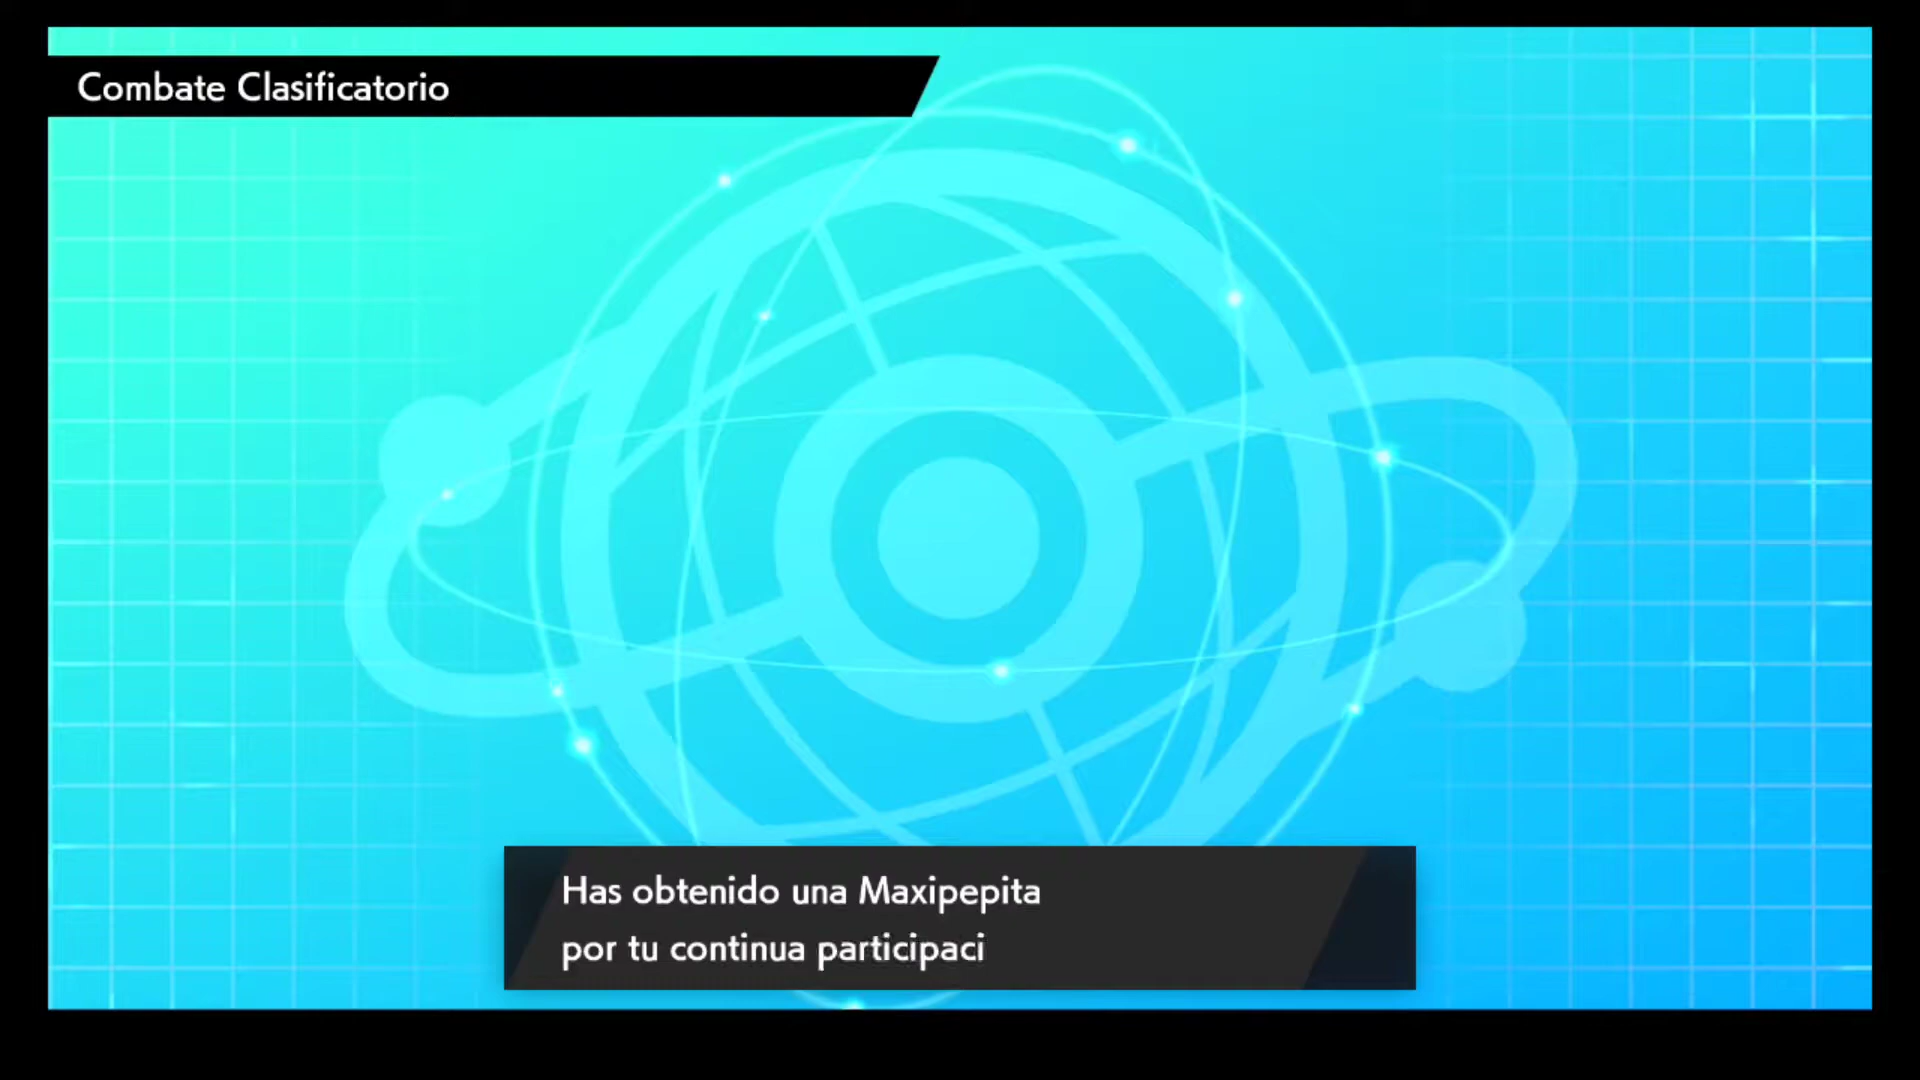 Combate Clasificatorio
Has obtenido una Maxipepita
por tu continua participaci